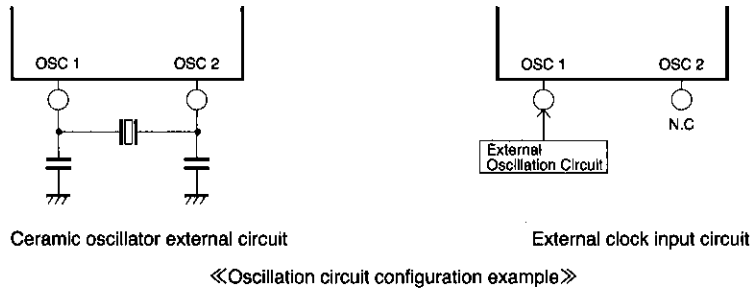 OSC 1
OSC 2
OSC 1
OSC 2
N.C
External
Oscillation Circuit
Ceramic oscillator external circuit
External clock input circuit
≪Oscillation circuit configuration example≫